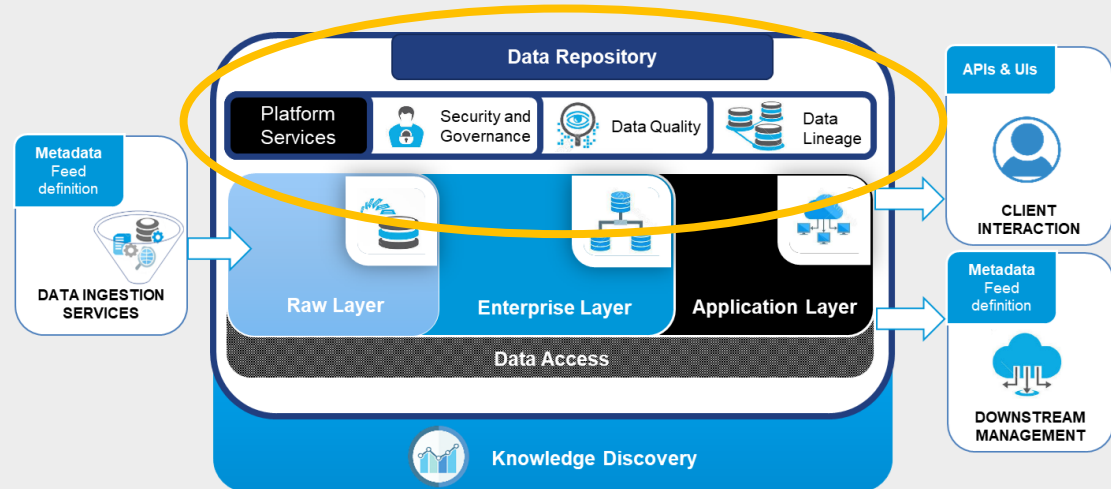 Data Repository
Platform
Services
Security and
Governance
Data Quality
Data
Lineage
Metadata
Feed
definition
DATA INGESTION
SERVICES
Raw Layer
Enterprise Layer
Application Layer
Data Access
Knowledge Discovery
APIs & UIs
CLIENT
INTERACTION
Metadata
Feed
definition
DOWNSTREAM
MANAGEMENT